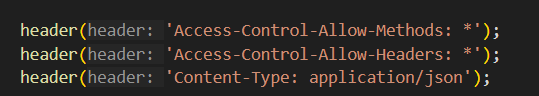 header(header: 'Access-Control-Allow-Methods: *');
header(header: 'Access-Control-Allow-Headers: *');
header(header: 'Content-Type: application/json');